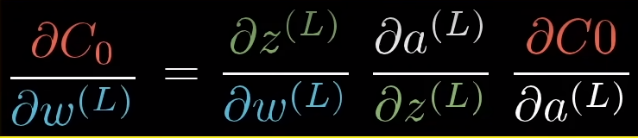 ∂C₀/∂w^(L) = ∂z^(L)/∂w^(L) ∂a^(L)/∂z^(L) ∂C0/∂a^(L)